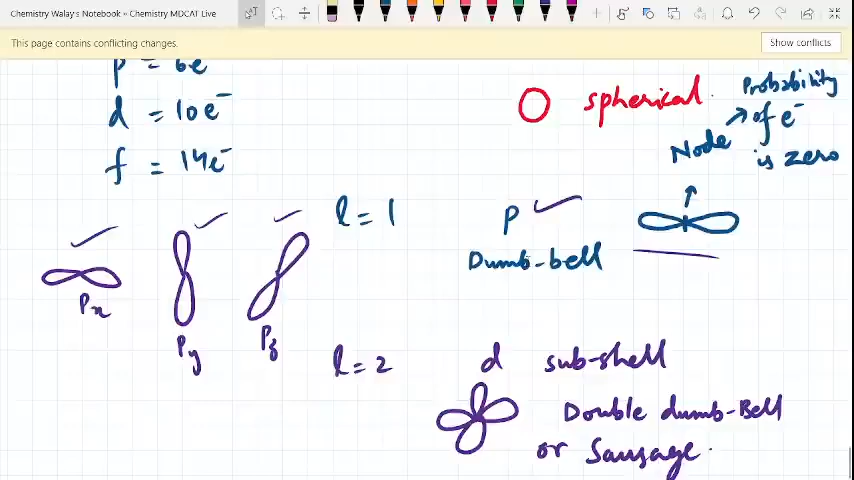 Chemistry Walay's Notebook » Chemistry MDCAT Live
This page contains conflicting changes.
Show conflicts
p = 6e⁻
d = 10e⁻
f = 14e⁻
spherical.
Node → Probability
of e⁻
is zero
l = 1
p
Dumb-bell
Px
Py
Pz
l = 2
d sub-shell
Double dumb-Bell
or Sausage.